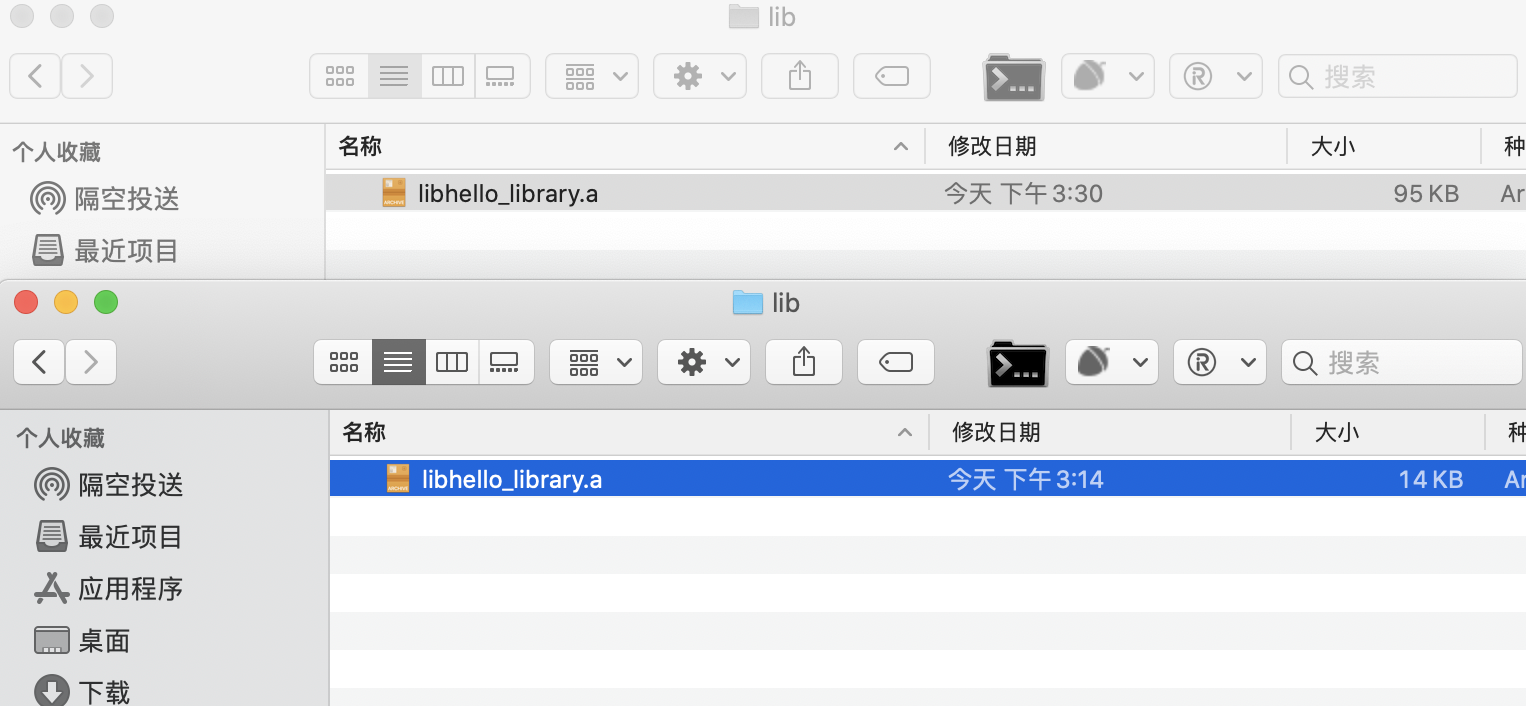 lib
搜索
个人收藏
名称
修改日期
大小
种
隔空投送
libhello_library.a
今天 下午 3:30
95 KB
Ar
最近项目
lib
搜索
个人收藏
名称
修改日期
大小
种
隔空投送
libhello_library.a
今天 下午 3:14
14 KB
Ar
最近项目
应用程序
桌面
下载